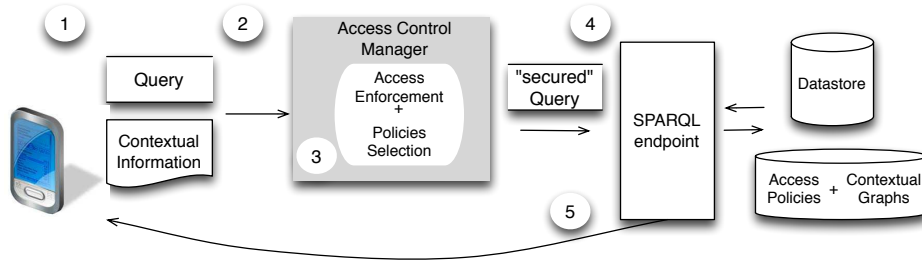 1
2
Access Control
Manager
4
Query
Contextual
Information
Access
Enforcement
+
Policies
Selection
3
"secured"
Query
SPARQL
endpoint
Datastore
Access
Policies
+
Contextual
Graphs
5